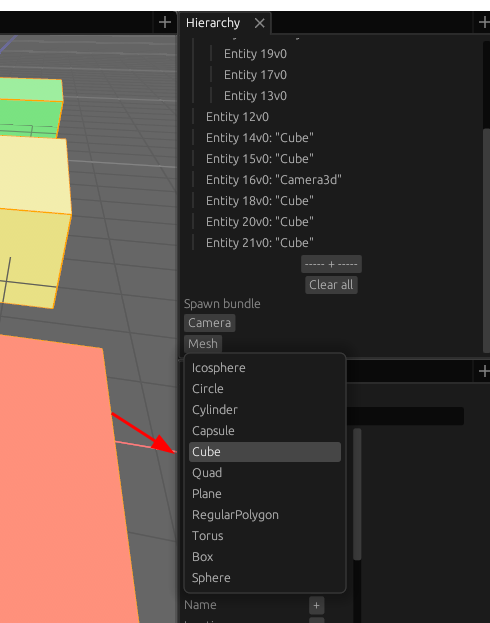 + Hierarchy × +
Entity 19v0
Entity 17v0
Entity 13v0
Entity 12v0
Entity 14v0: "Cube"
Entity 15v0: "Cube"
Entity 16v0: "Camera3d"
Entity 18v0: "Cube"
Entity 20v0: "Cube"
Entity 21v0: "Cube"
----- + -----
Clear all
Spawn bundle
Camera
Mesh
+
Icosphere
Circle
Cylinder
Capsule
Cube
Quad
Plane
RegularPolygon
Torus
Box
Sphere
Name +